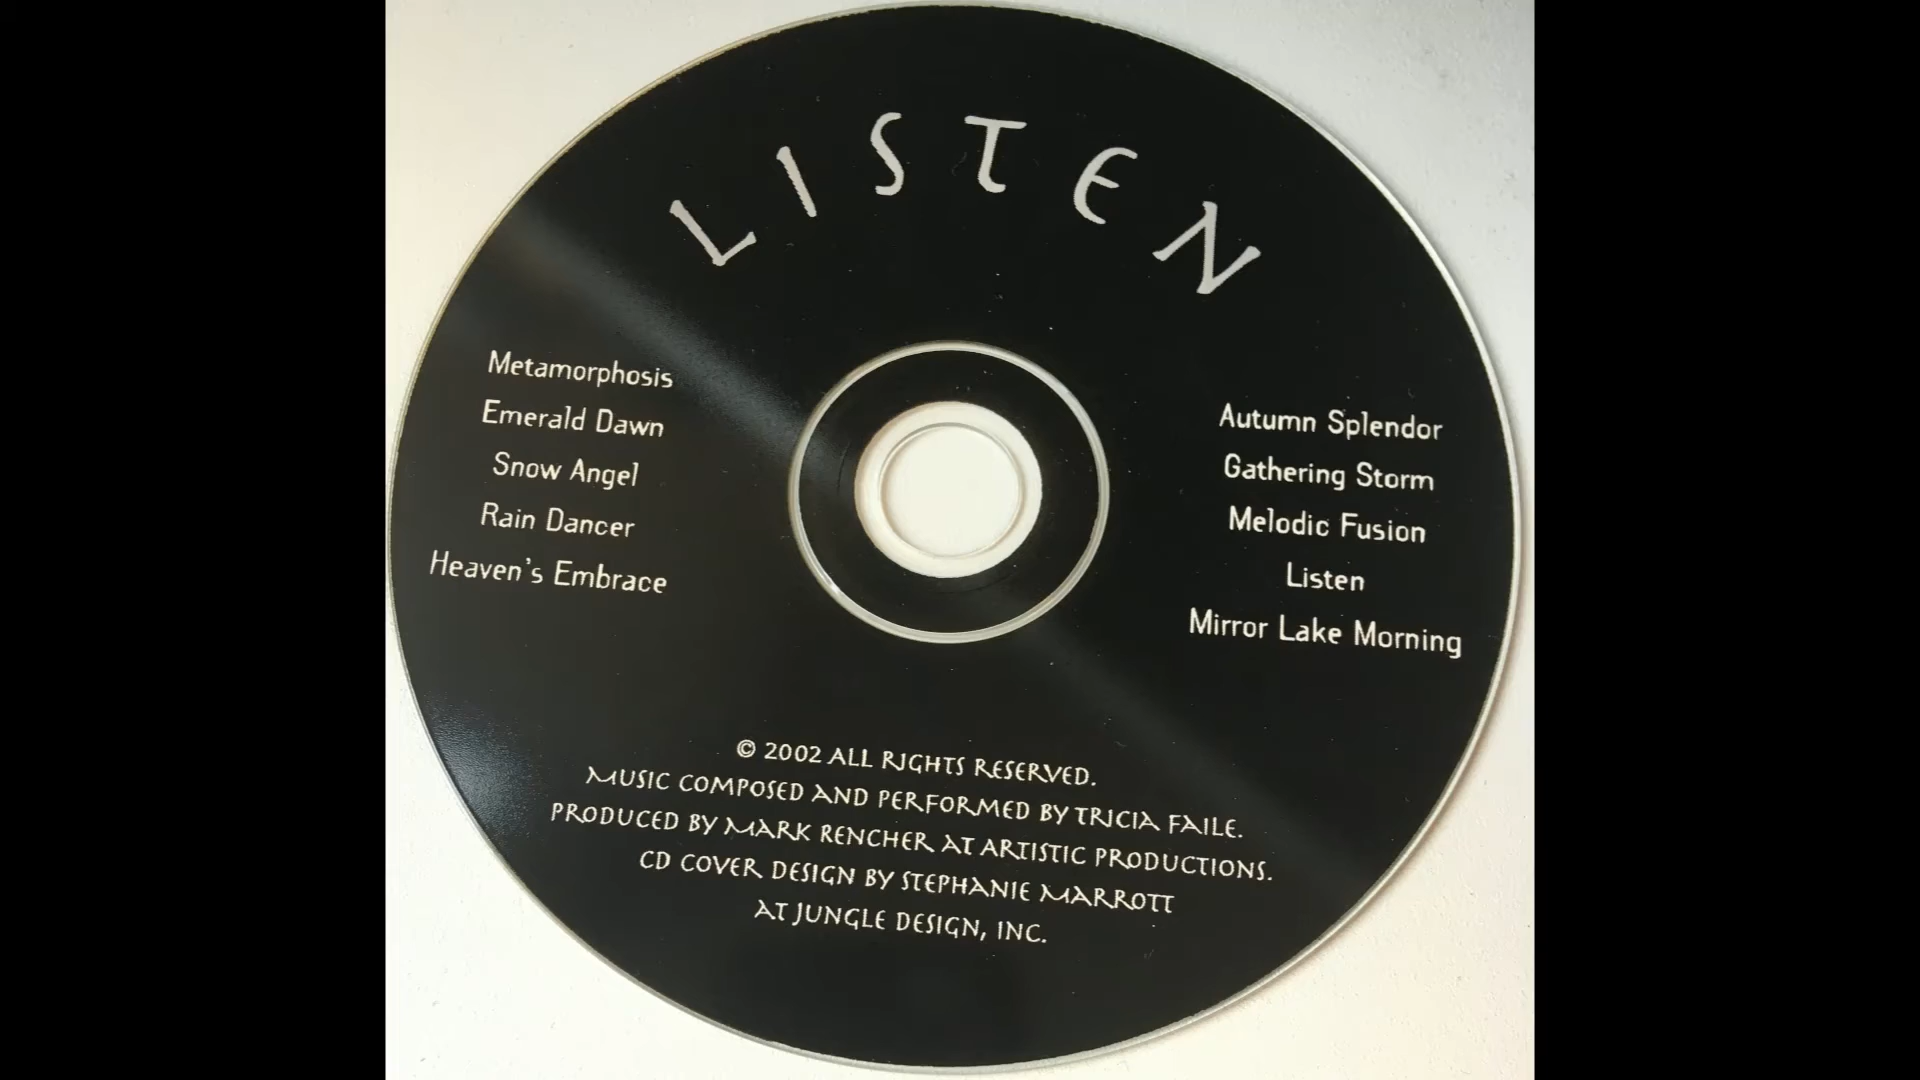 LISTEN
Metamorphosis
Emerald Dawn
Snow Angel
Rain Dancer
Heaven's Embrace
Autumn Splendor
Gathering Storm
Melodic Fusion
Listen
Mirror Lake Morning
© 2002 ALL RIGHTS RESERVED.
MUSIC COMPOSED AND PERFORMED BY TRICIA FAILE.
PRODUCED BY MARK RENCHER AT ARTISTIC PRODUCTIONS.
CD COVER DESIGN BY STEPHANIE MARROTT
AT JUNGLE DESIGN, INC.